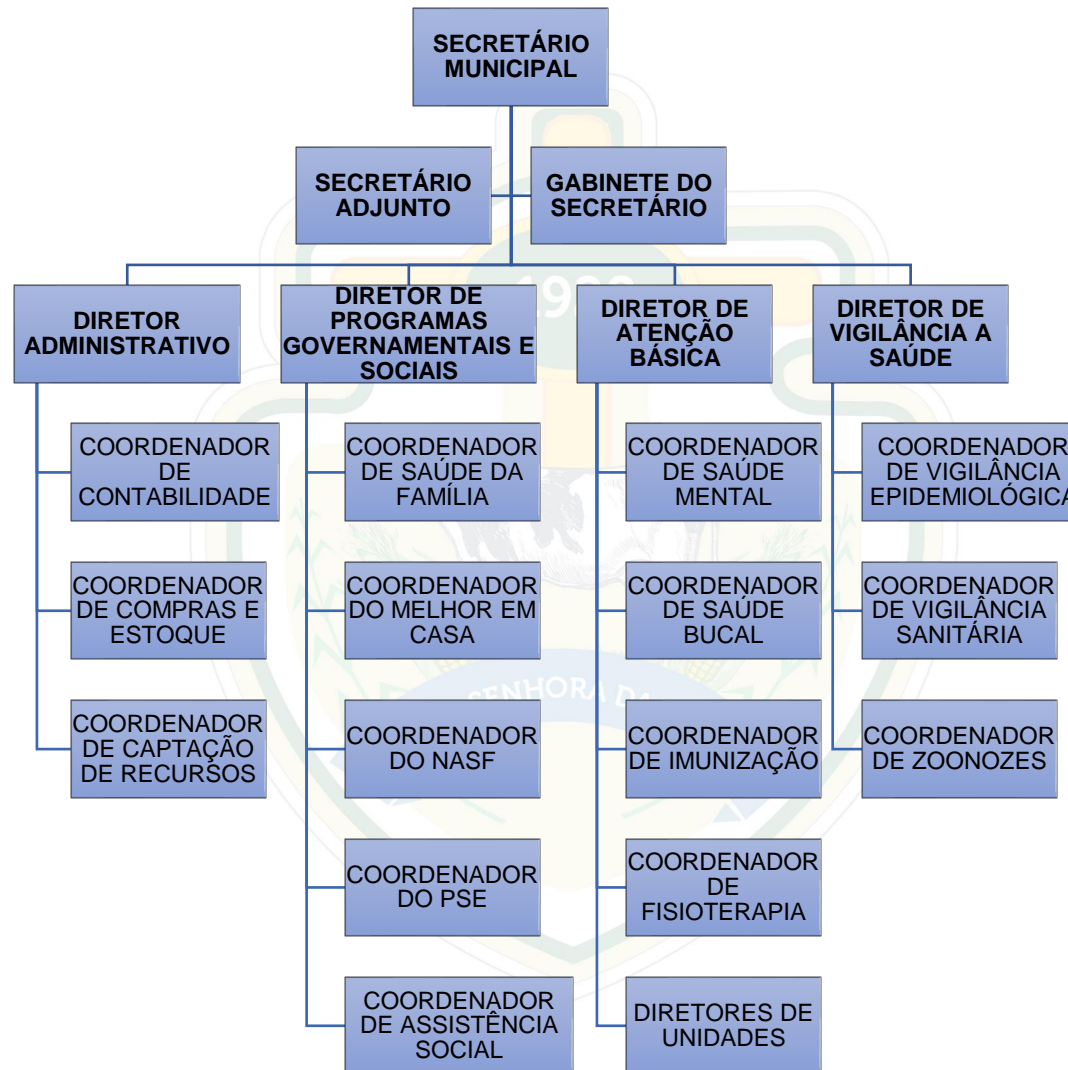 SECRETÁRIO
MUNICIPAL
SECRETÁRIO
ADJUNTO
GABINETE DO
SECRETÁRIO
DIRETOR
ADMINISTRATIVO
DIRETOR DE
PROGRAMAS
GOVERNAMENTAIS E
SOCIAIS
DIRETOR DE
ATENÇÃO
BÁSICA
DIRETOR DE
VIGILÂNCIA A
SAÚDE
COORDENADOR
DE
CONTABILIDADE
COORDENADOR
DE COMPRAS E
ESTOQUE
COORDENADOR
DE CAPTAÇÃO
DE RECURSOS
COORDENADOR
DE SAÚDE DA
FAMÍLIA
COORDENADOR
DO MELHOR EM
CASA
COORDENADOR
DO NASF
COORDENADOR
DO PSE
COORDENADOR
DE ASSISTÊNCIA
SOCIAL
COORDENADOR
DE SAÚDE
MENTAL
COORDENADOR
DE SAÚDE
BUCAL
COORDENADOR
DE IMUNIZAÇÃO
COORDENADOR
DE
FISIOTERAPIA
DIRETORES DE
UNIDADES
COORDENADOR
DE VIGILÂNCIA
EPIDEMIOLÓGICA
COORDENADOR
DE VIGILÂNCIA
SANITÁRIA
COORDENADOR
DE ZOONOZES
SENHORA DA